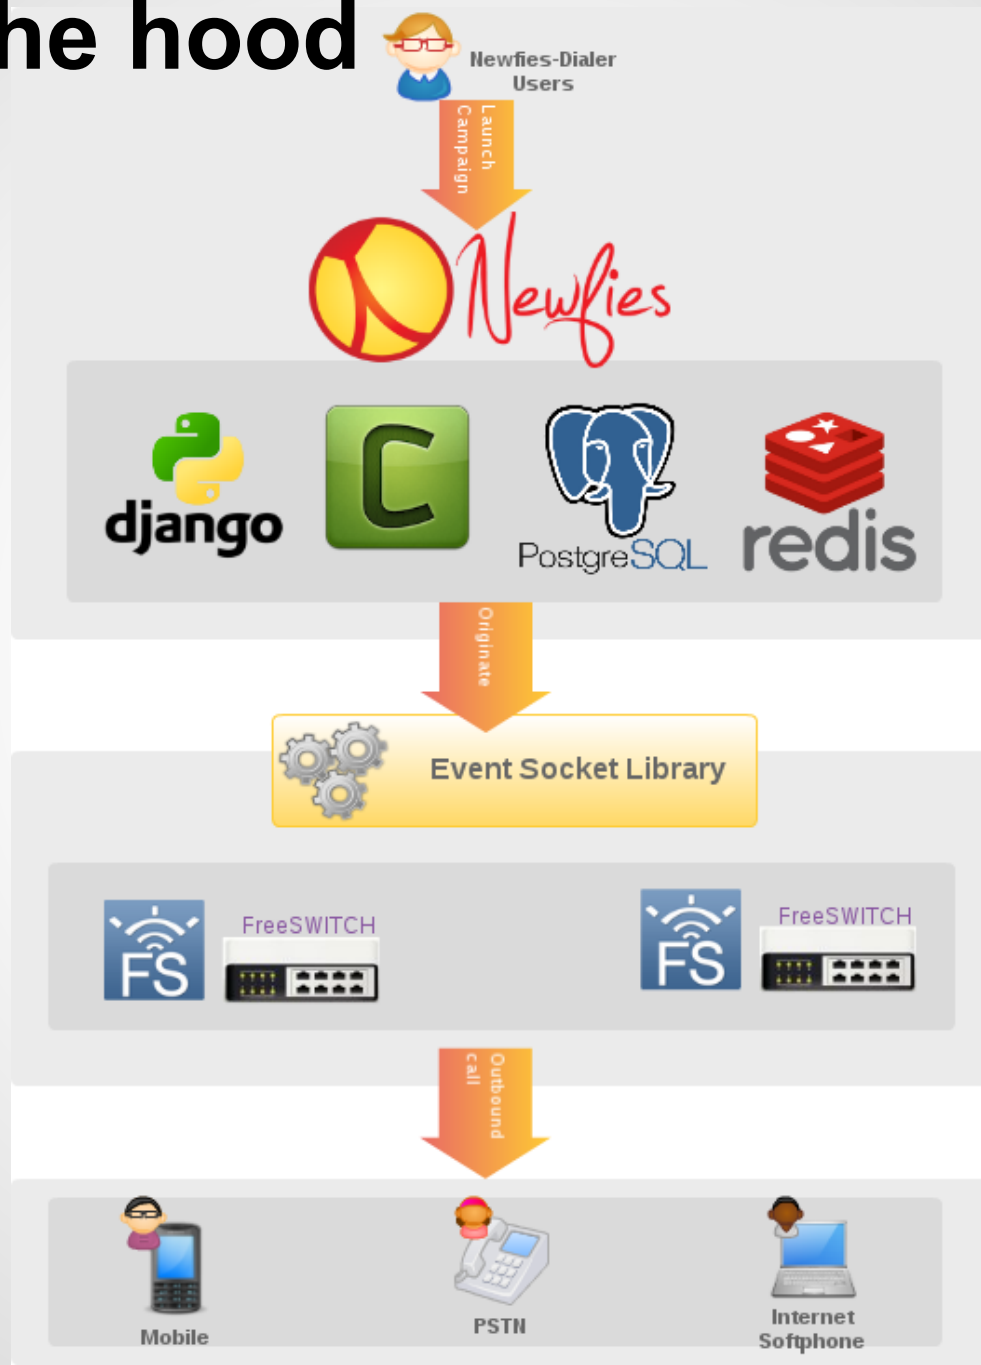 he hood
Newfies-Dialer
Users
Launch
Campaign
Newfies
django
C
PostgreSQL
redis
Originate
Event Socket Library
FS
FreeSWITCH
FS
FreeSWITCH
Outbound
call
Mobile
PSTN
Internet
Softphone